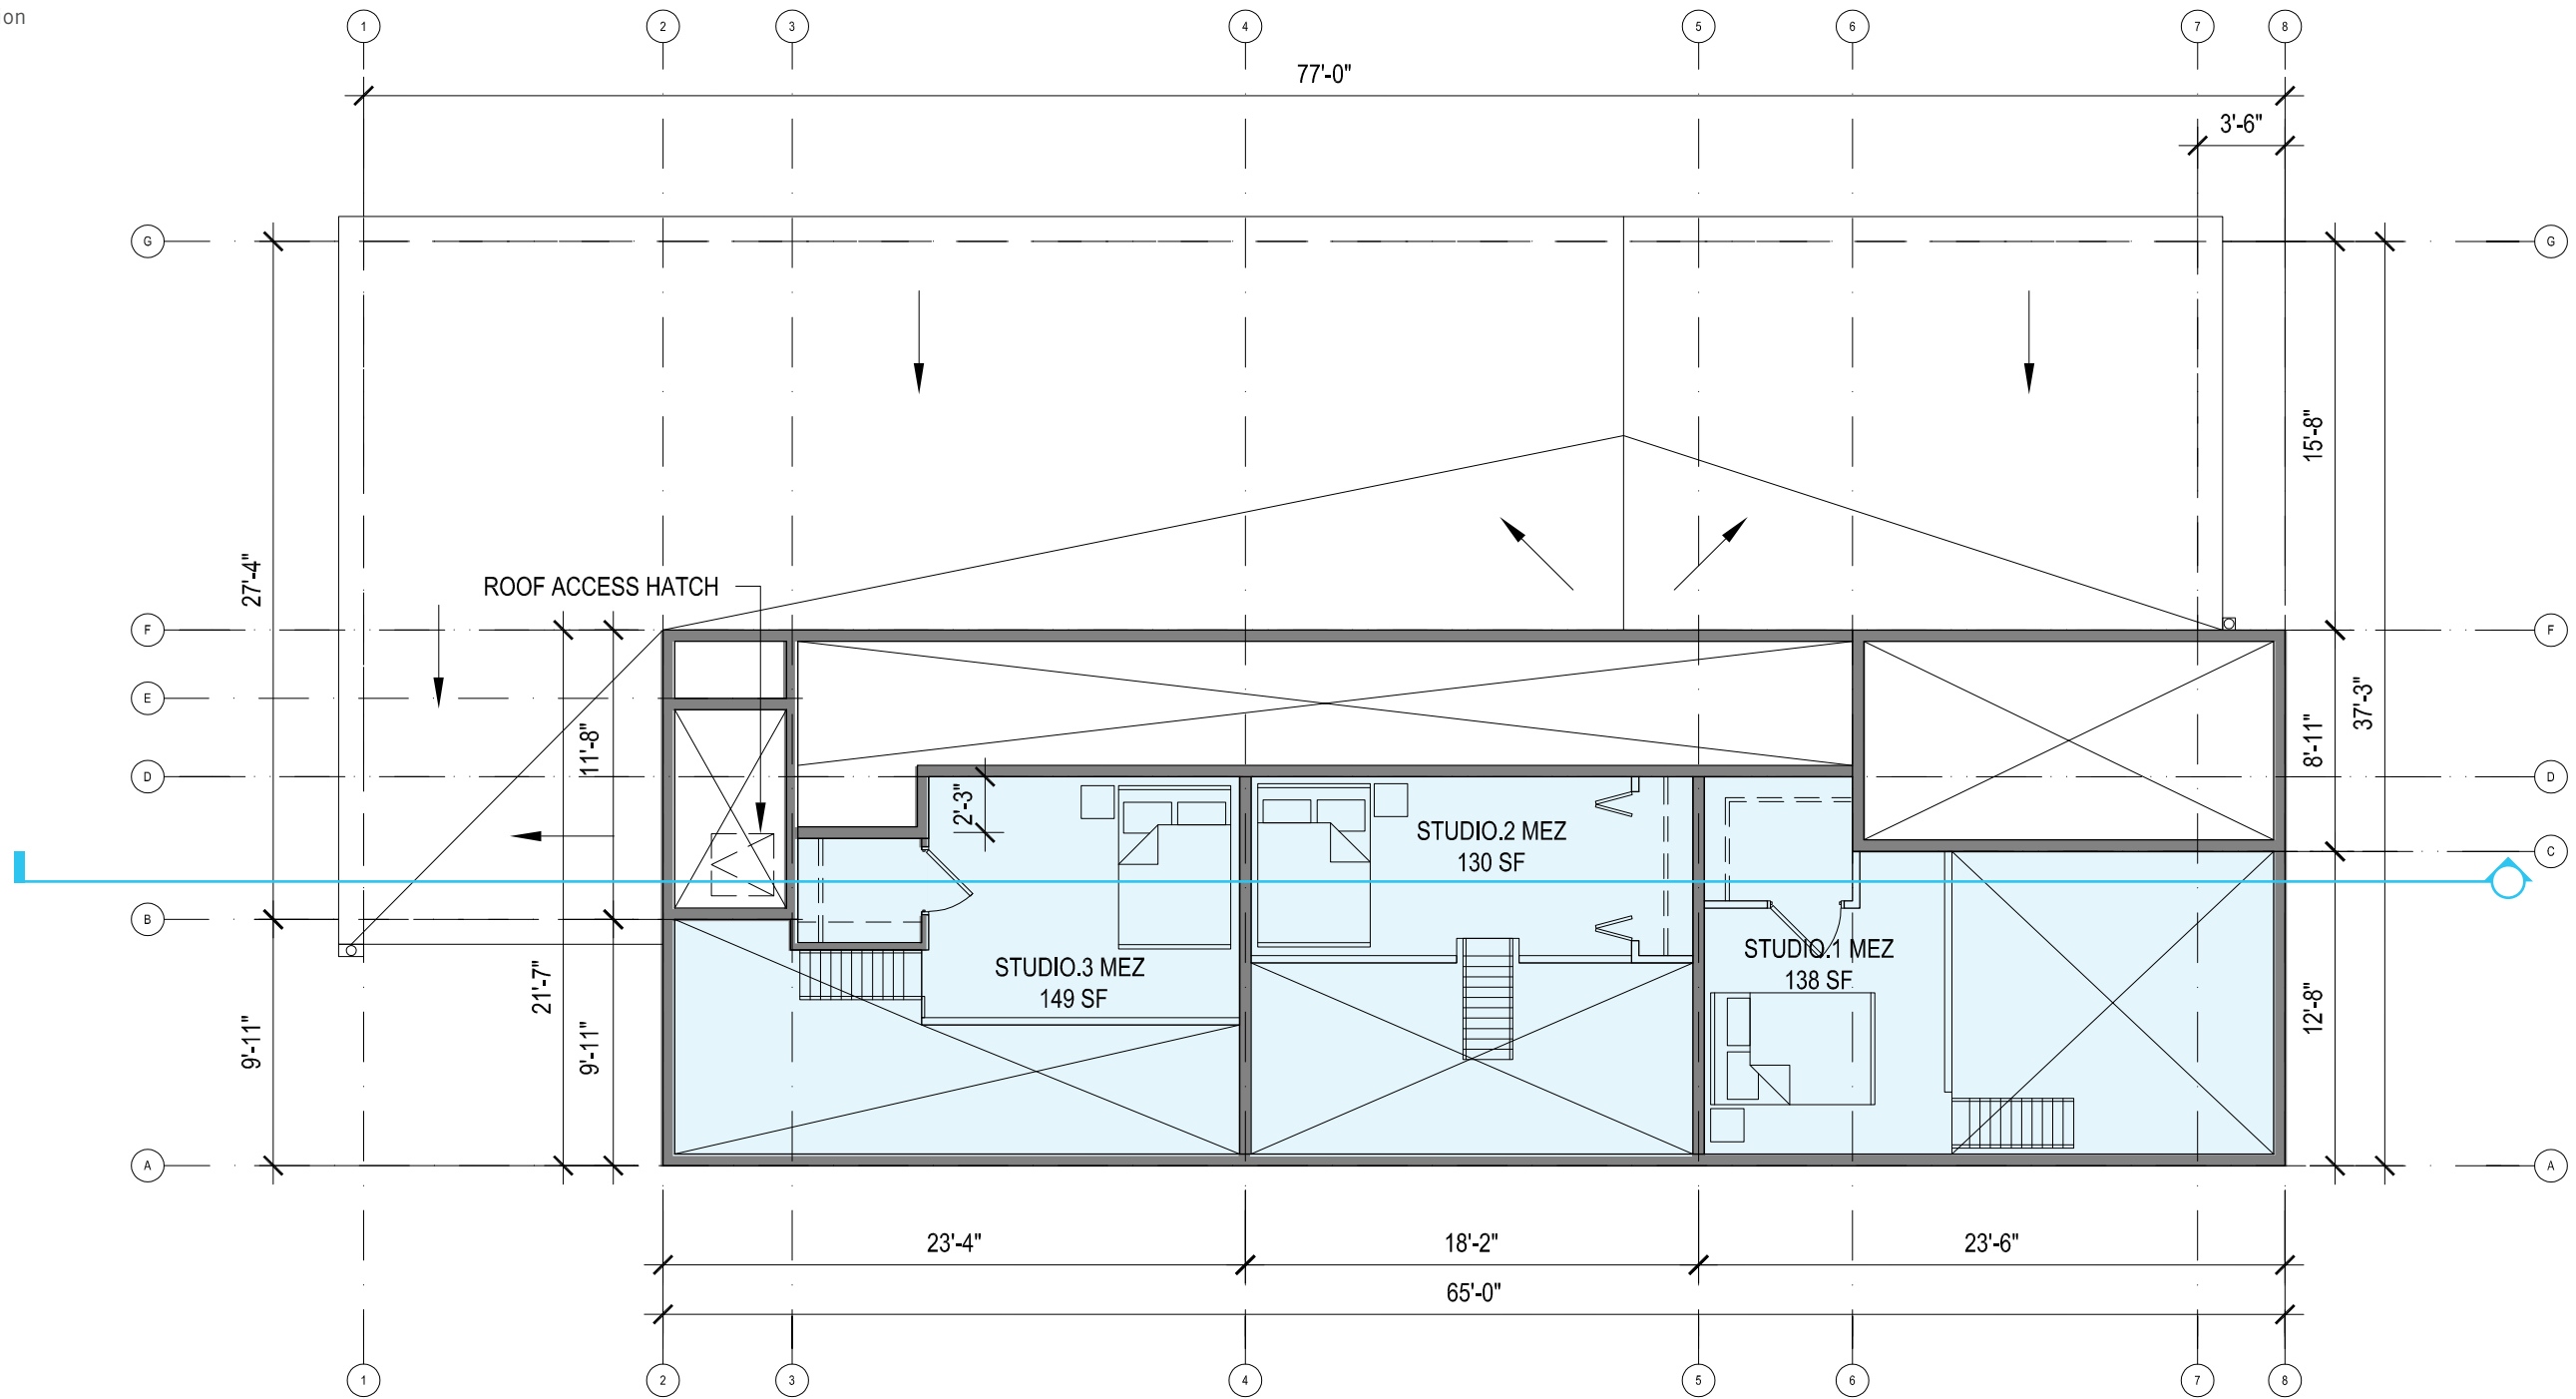 on
1 2 3 4 5 6 7 8
77'-0"
3'-6"
G G
15'-8"
27'-4"
ROOF ACCESS HATCH
F F
E
37'-3"
11'-8"
8'-11"
D D
2'-3"
STUDIO.2 MEZ
130 SF
C
B
STUDIO.1 MEZ
138 SF
STUDIO.3 MEZ
149 SF
21'-7"
12'-8"
9'-11"
9'-11"
A A
23'-4" 18'-2" 23'-6"
65'-0"
1 2 3 4 5 6 7 8